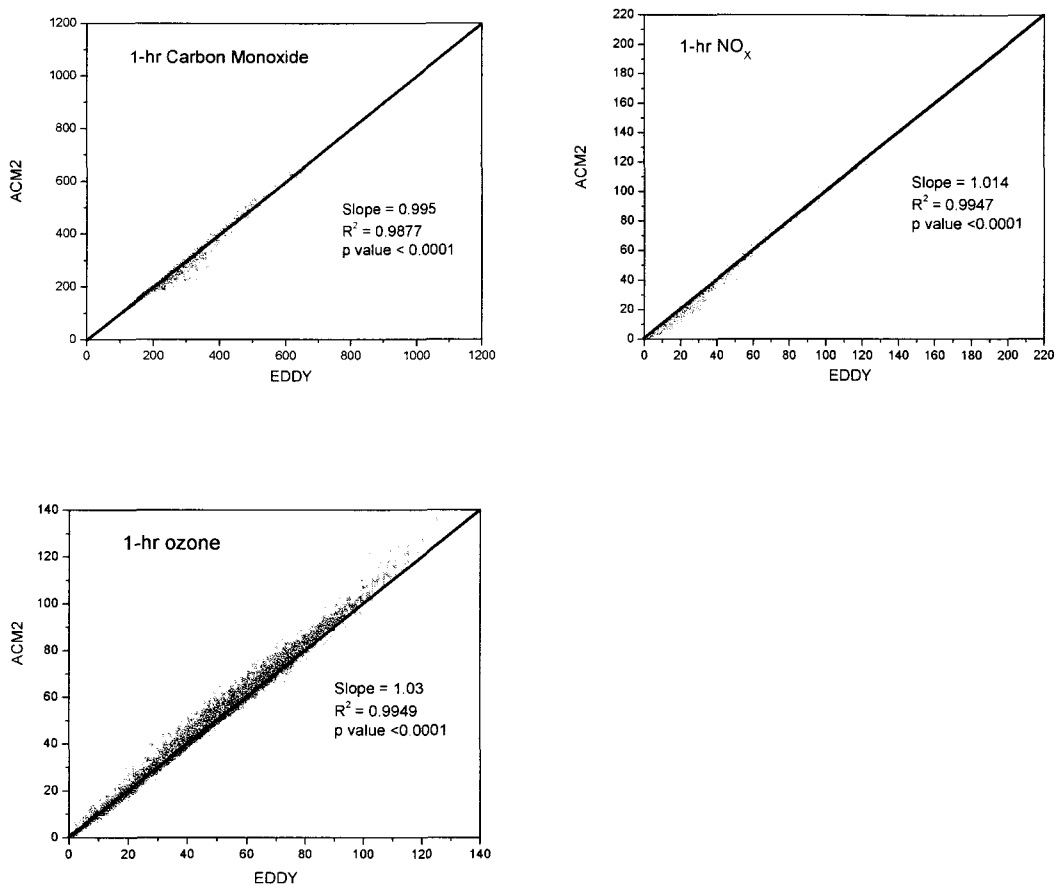 1-hr Carbon Monoxide
1200
1000
800
600
400
200
0
ACM2
Slope = 0.995
R² = 0.9877
p value < 0.0001
0 200 400 600 800 1000 1200
EDDY
1-hr NOₓ
220
200
180
160
140
120
100
80
60
40
20
0
ACM2
Slope = 1.014
R² = 0.9947
p value <0.0001
0 20 40 60 80 100 120 140 160 180 200 220
EDDY
1-hr ozone
140
120
100
80
60
40
20
0
ACM2
Slope = 1.03
R² = 0.9949
p value <0.0001
0 20 40 60 80 100 120 140
EDDY